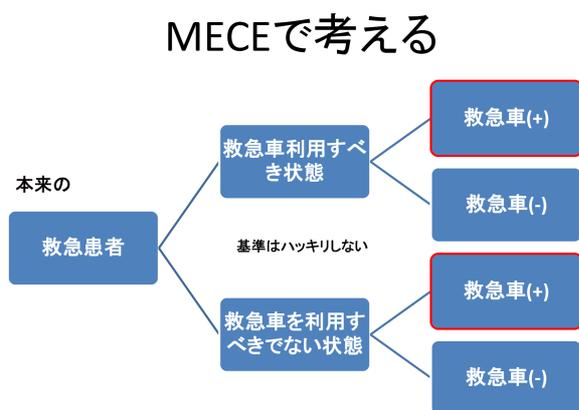 MECEで考える
本来の
救急患者
救急車利用すべ
き状態
基準はハッキリしない
救急車を利用す
べきでない状態
救急車(+)
救急車(-)
救急車(+)
救急車(-)